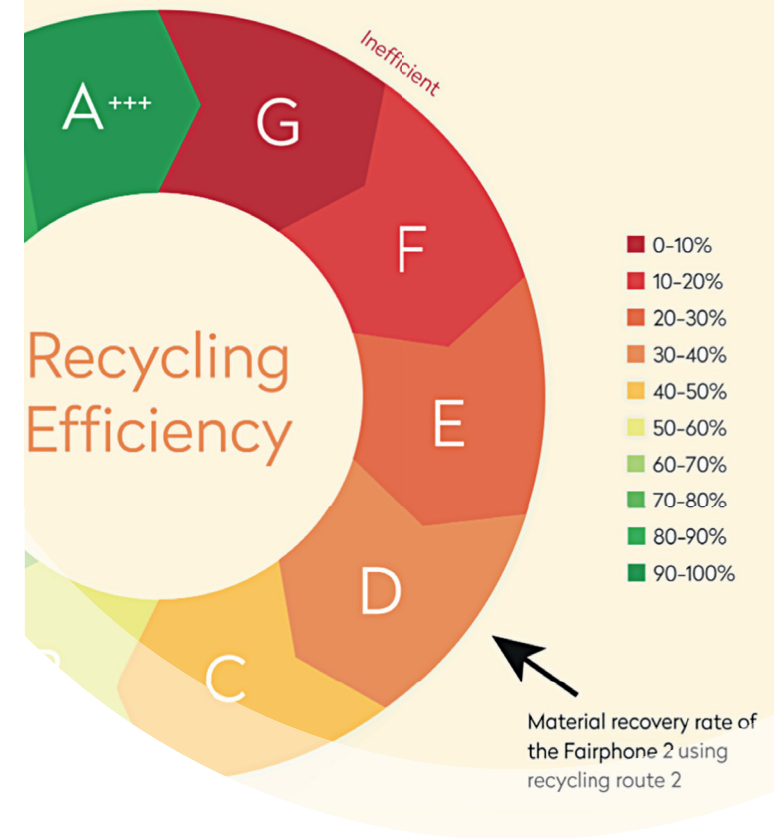 Inefficient
A+++
G
F
E
D
C
Recycling
Efficiency
0-10%
10-20%
20-30%
30-40%
40-50%
50-60%
60-70%
70-80%
80-90%
90-100%
Material recovery rate of
the Fairphone 2 using
recycling route 2